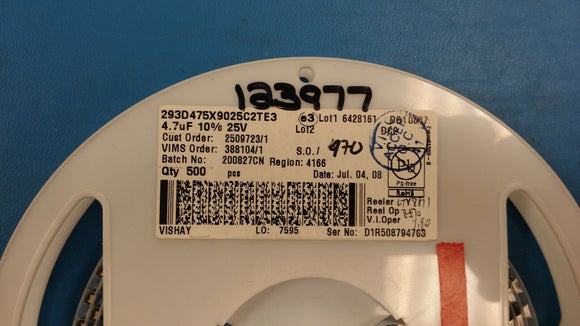 123977
293D475X9025C2TE3 e3 Lot1 6428161
4.7uF 10% 25V Lot2
Cust Order: 2509723/1
VIMS Order: 388104/1 S.O./ 970
Batch No: 200827CN Region: 4166
Qty 500 pcs Date: Jul. 04, 08
Pb
Pb-free
RoHS
Reeler
Reel Op
V.I.Oper
VISHAY LO: 7595 Ser No: D1R5087947G3